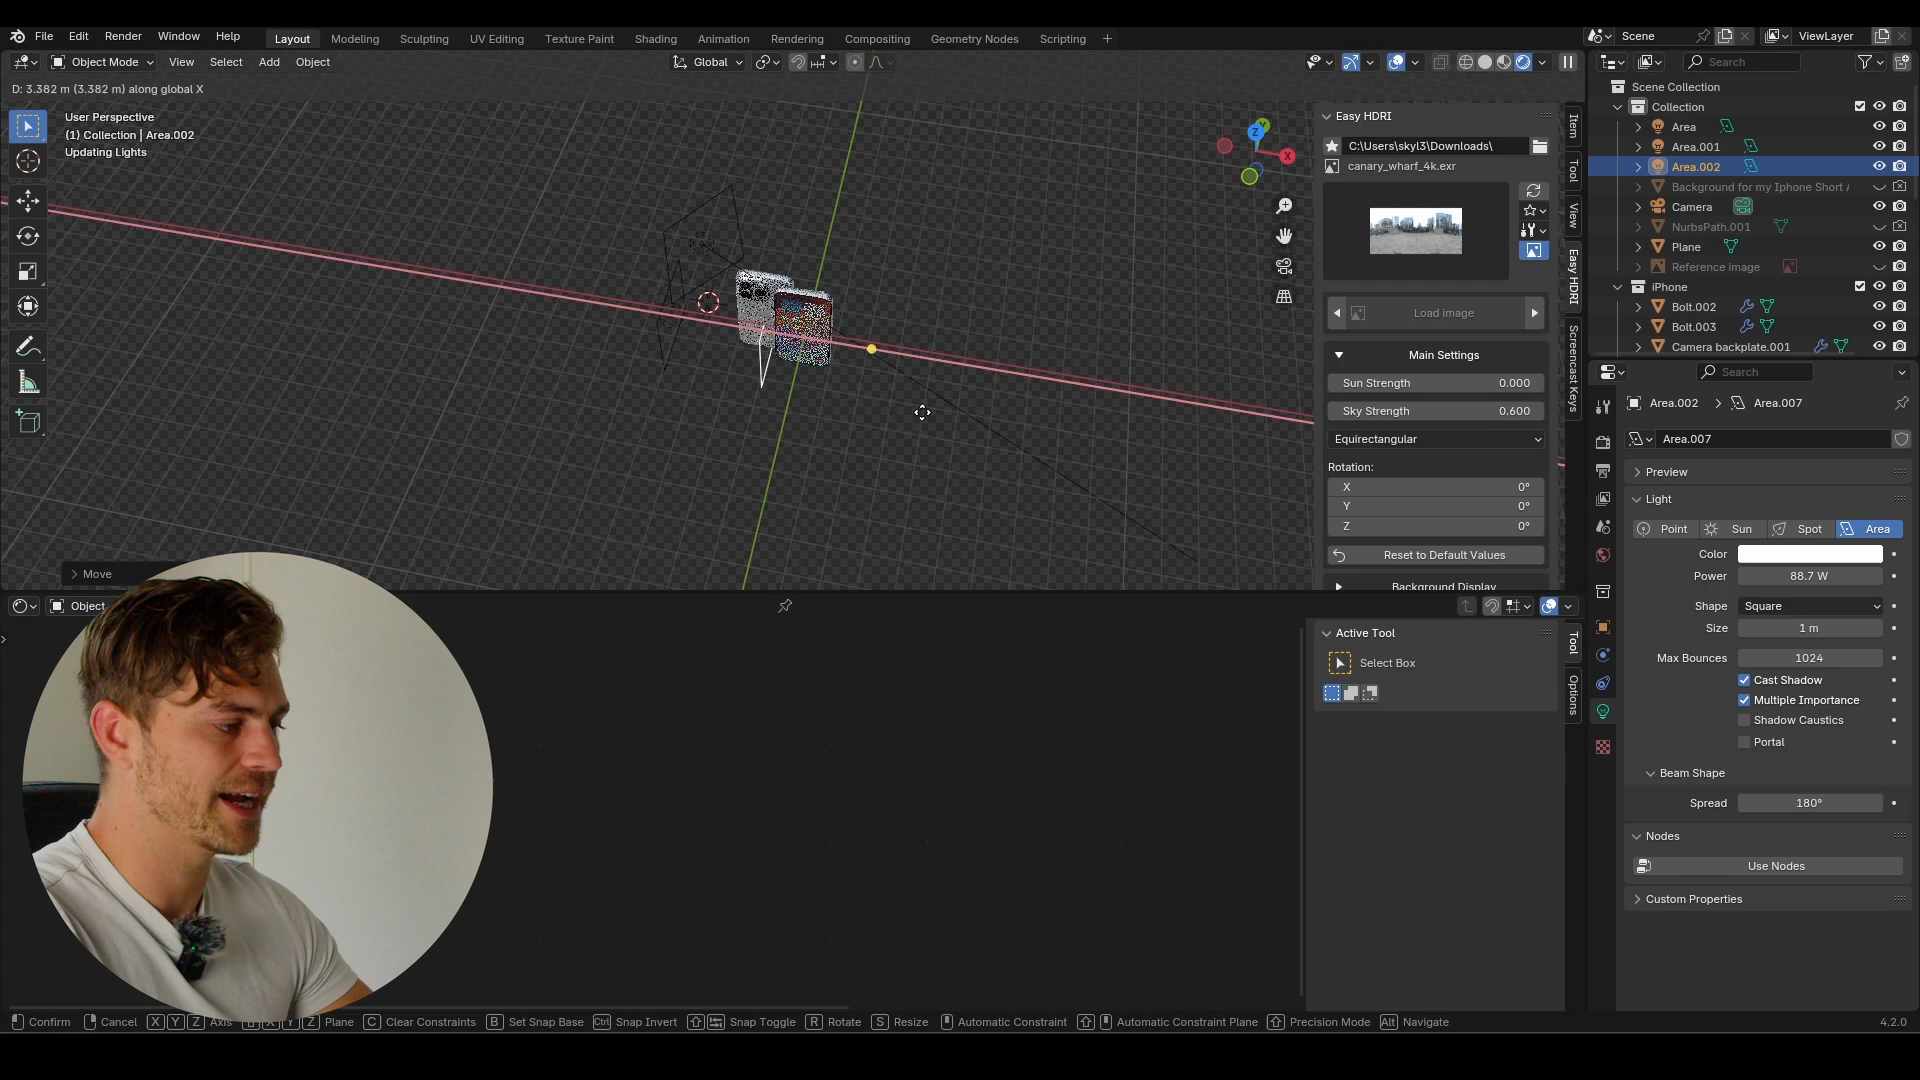 File Edit Render Window Help
Layout Modeling Sculpting UV Editing Texture Paint Shading Animation Rendering Compositing Geometry Nodes Scripting +
Scene ViewLayer
Object Mode View Select Add Object
Global
Search
D: 3.382 m (3.382 m) along global X
User Perspective
(1) Collection | Area.002
Updating Lights
Move
Z
Y
X
Easy HDRI
C:\Users\skyl3\Downloads\
canary_wharf_4k.exr
Load image
Main Settings
Sun Strength 0.000
Sky Strength 0.600
Equirectangular
Rotation:
X 0°
Y 0°
Z 0°
Reset to Default Values
Background Display
Item
Tool
View
Easy HDRI
Screencast Keys
Scene Collection
Collection
Area
Area.001
Area.002
Background for my Iphone Short
Camera
NurbsPath.001
Plane
Reference image
iPhone
Bolt.002
Bolt.003
Camera backplate.001
Search
Area.002 > Area.007
Area.007
Preview
Light
Point Sun Spot Area
Color
Power 88.7 W
Shape Square
Size 1 m
Max Bounces 1024
Cast Shadow
Multiple Importance
Shadow Caustics
Portal
Beam Shape
Spread 180°
Nodes
Use Nodes
Custom Properties
Object
Active Tool
Select Box
Tool
Options
Confirm Cancel X Y Z Axis X Y Z Plane C Clear Constraints B Set Snap Base Ctrl Snap Invert Snap Toggle R Rotate S Resize Automatic Constraint Automatic Constraint Plane Precision Mode Alt Navigate
4.2.0